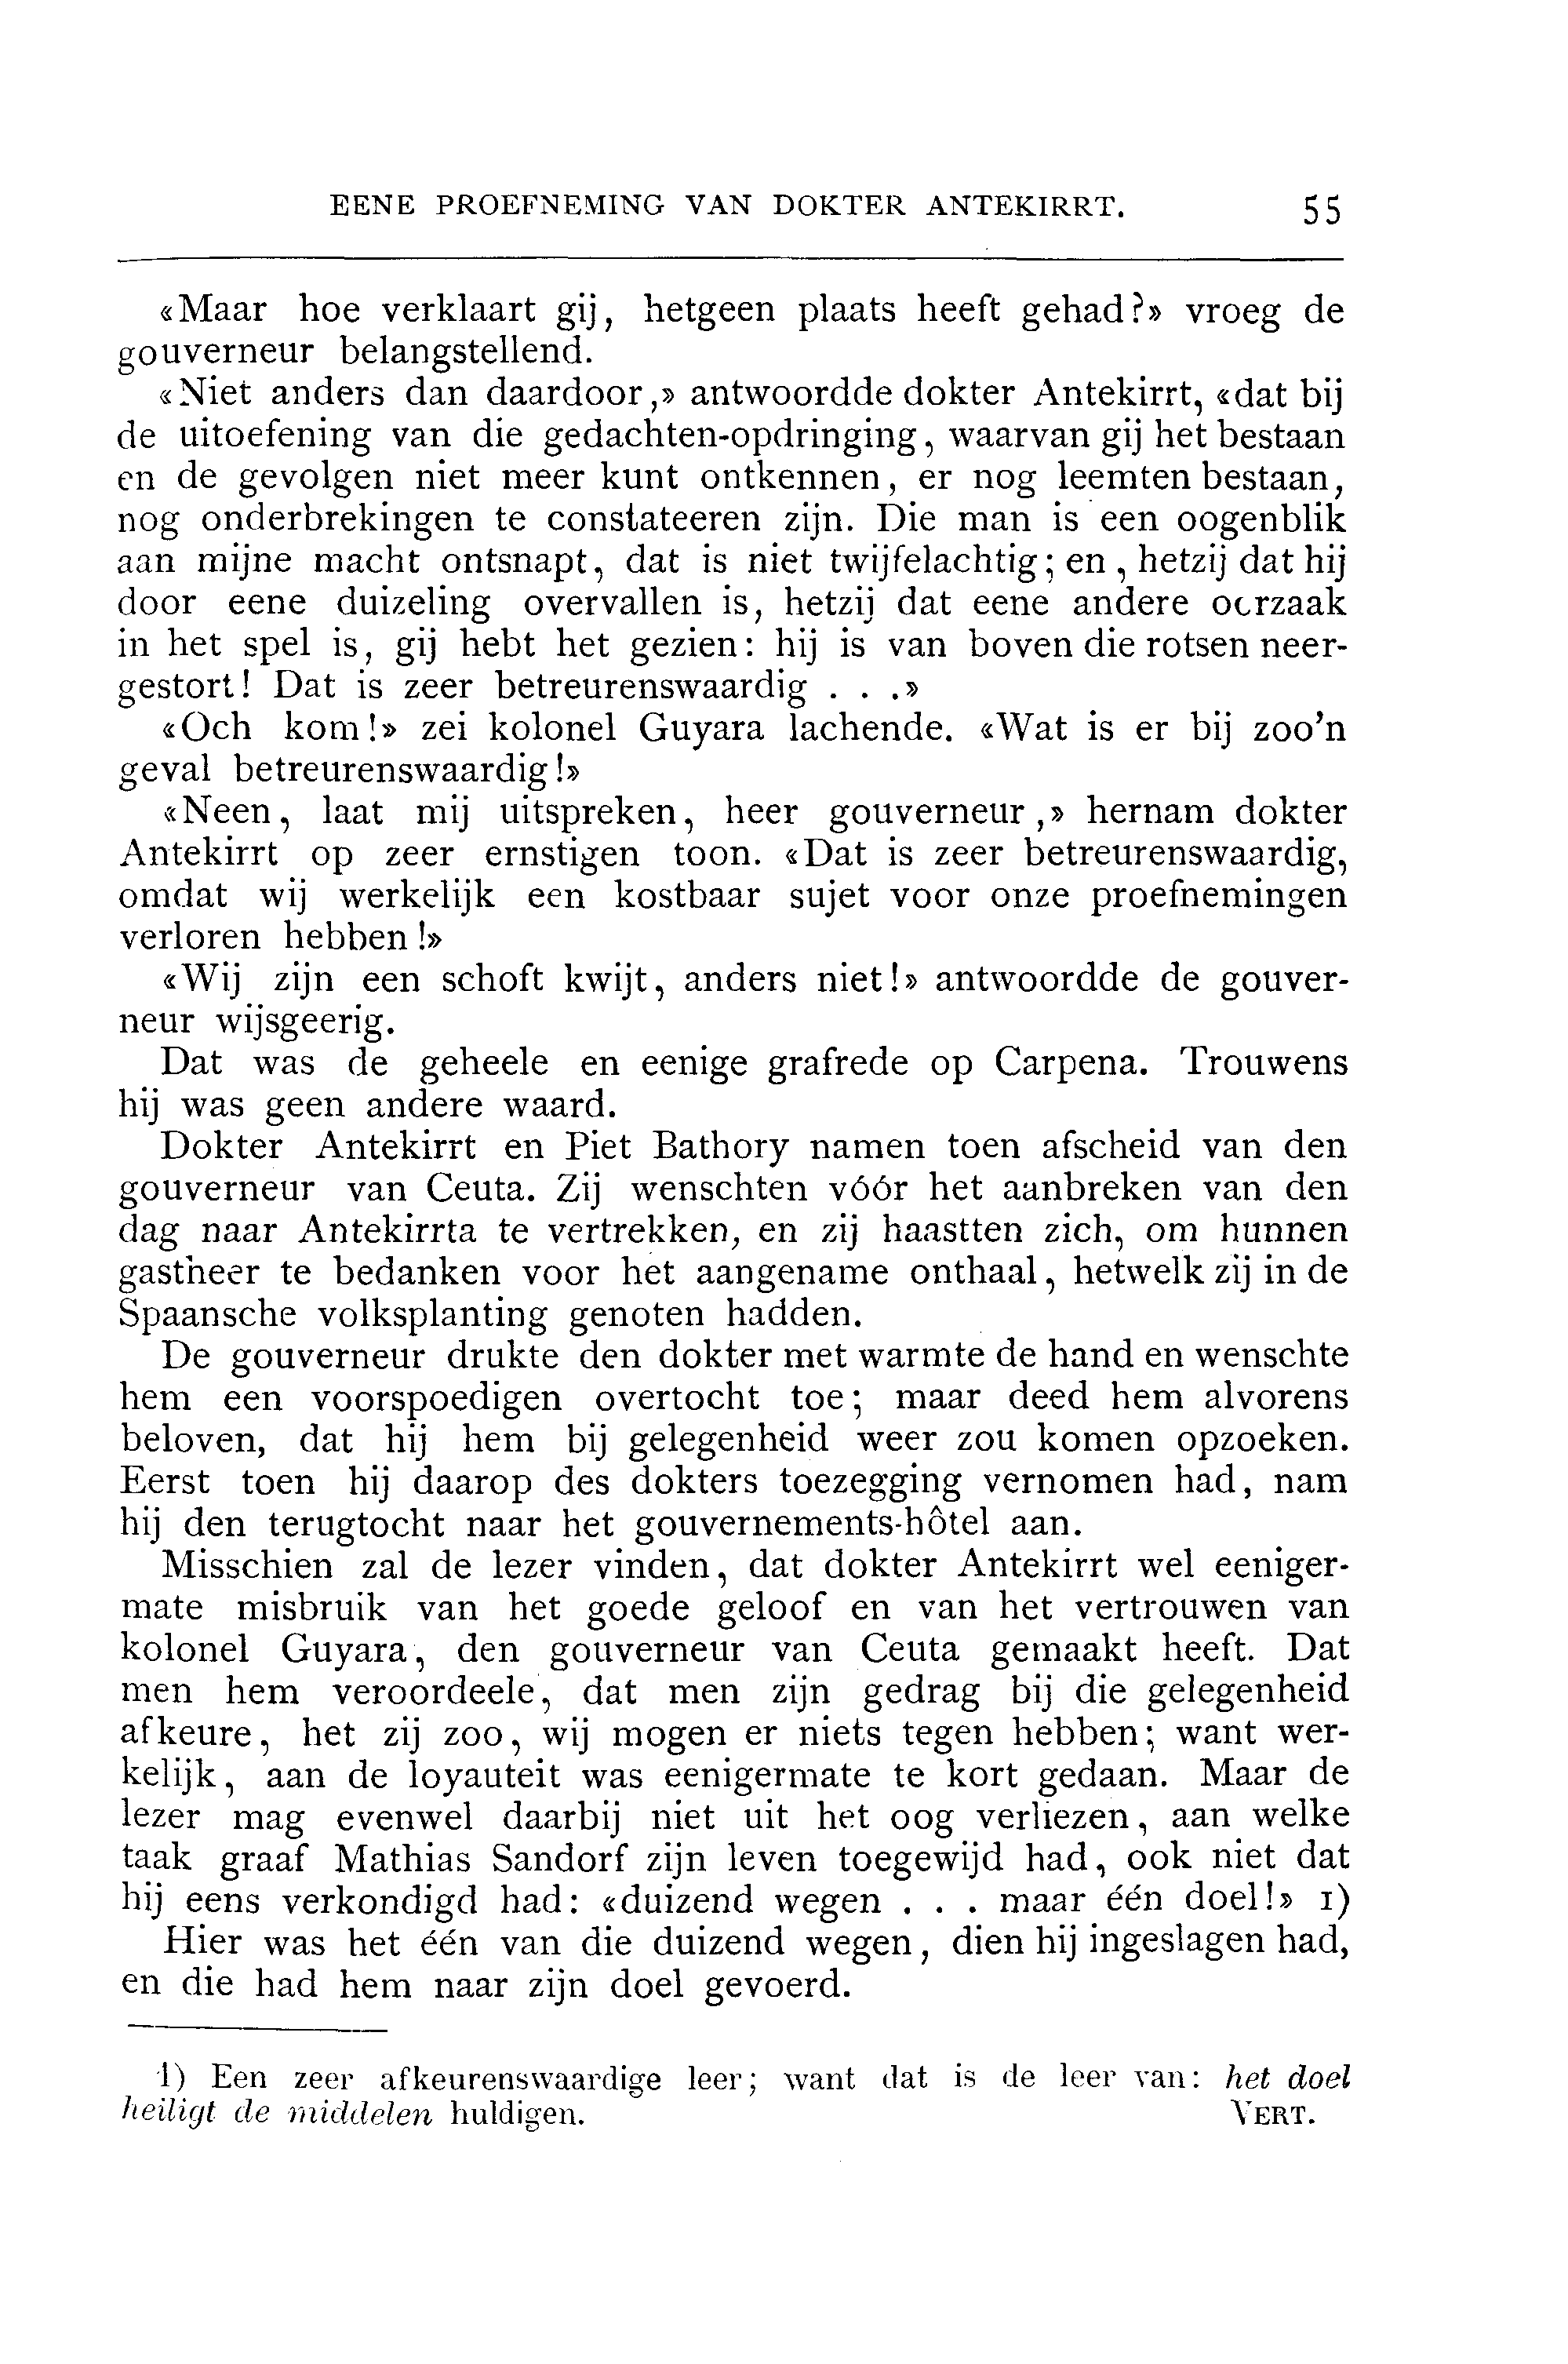 EENE PROEFNEMING VAN DOKTER ANTEKIRRT. 55
«Maar hoe verklaart gij, hetgeen plaats heeft gehad?» vroeg de
gouverneur belangstellend.
«Niet anders dan daardoor,» antwoordde dokter Antekirrt, «dat bij
de uitoefening van die gedachten-opdringing, waarvan gij het bestaan
en de gevolgen niet meer kunt ontkennen, er nog leemten bestaan,
nog onderbrekingen te constateeren zijn. Die man is een oogenblik
aan mijne macht ontsnapt, dat is niet twijfelachtig; en, hetzij dat hij
door eene duizeling overvallen is, hetzij dat eene andere oorzaak
in het spel is, gij hebt het gezien: hij is van boven die rotsen neer-
gestort! Dat is zeer betreurenswaardig . . .»
«Och kom!» zei kolonel Guyara lachende. «Wat is er bij zoo'n
geval betreurenswaardig!»
«Neen, laat mij uitspreken, heer gouverneur,» hernam dokter
Antekirrt op zeer ernstigen toon. «Dat is zeer betreurenswaardig,
omdat wij werkelijk een kostbaar sujet voor onze proefnemingen
verloren hebben!»
«Wij zijn een schoft kwijt, anders niet!» antwoordde de gouver-
neur wijsgeerig.
Dat was de geheele en eenige grafrede op Carpena. Trouwens
hij was geen andere waard.
Dokter Antekirrt en Piet Bathory namen toen afscheid van den
gouverneur van Ceuta. Zij wenschten vóór het aanbreken van den
dag naar Antekirrta te vertrekken, en zij haastten zich, om hunnen
gastheer te bedanken voor het aangename onthaal, hetwelk zij in de
Spaansche volksplanting genoten hadden.
De gouverneur drukte den dokter met warmte de hand en wenschte
hem een voorspoedigen overtocht toe; maar deed hem alvorens
beloven, dat hij hem bij gelegenheid weer zou komen opzoeken.
Eerst toen hij daarop des dokters toezegging vernomen had, nam
hij den terugtocht naar het gouvernements-hôtel aan.
Misschien zal de lezer vinden, dat dokter Antekirrt wel eeniger-
mate misbruik van het goede geloof en van het vertrouwen van
kolonel Guyara, den gouverneur van Ceuta gemaakt heeft. Dat
men hem veroordeele, dat men zijn gedrag bij die gelegenheid
afkeure, het zij zoo, wij mogen er niets tegen hebben; want wer-
kelijk, aan de loyauteit was eenigermate te kort gedaan. Maar de
lezer mag evenwel daarbij niet uit het oog verliezen, aan welke
taak graaf Mathias Sandorf zijn leven toegewijd had, ook niet dat
hij eens verkondigd had: «duizend wegen . . . maar één doel!» 1)
Hier was het één van die duizend wegen, dien hij ingeslagen had,
en die had hem naar zijn doel gevoerd.
1) Een zeer afkeurenswaardige leer; want dat is de leer van: het doel
heiligt de middelen huldigen. VERT.